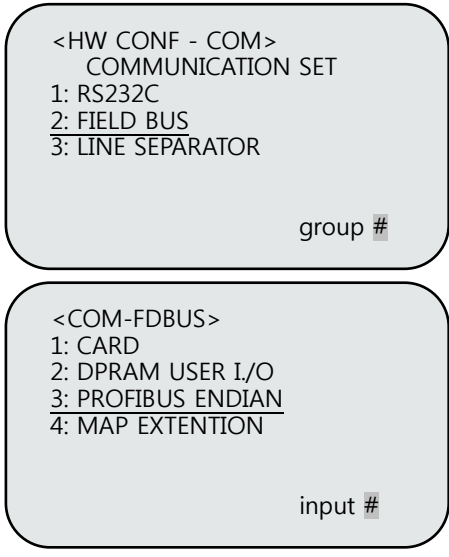 <HW CONF - COM>
COMMUNICATION SET
1: RS232C
2: FIELD BUS
3: LINE SEPARATOR
group #
<COM-FDBUS>
1: CARD
2: DPRAM USER I./O
3: PROFIBUS ENDIAN
4: MAP EXTENTION
input #